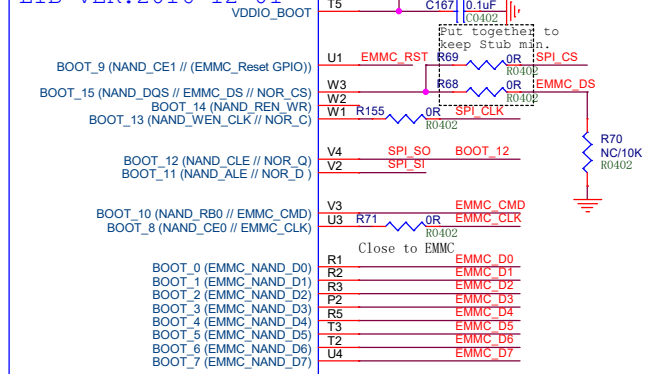 LIB VER:2016-12-01
VDDIO_BOOT T5 C167 0.1uF
C0402
Put together to
keep Stub min.
BOOT_9 (NAND_CE1 // (EMMC_Reset GPIO)) U1 EMMC_RST R69 0R SPI_CS
R0402
BOOT_15 (NAND_DQS // EMMC_DS // NOR_CS) W3 R68 0R EMMC_DS
R0402
BOOT_14 (NAND_REN_WR) W2
BOOT_13 (NAND_WEN_CLK // NOR_C) W1 R155 0R SPI_CLK
R0402
R70
NC/10K
R0402
BOOT_12 (NAND_CLE // NOR_Q) V4 SPI_SO BOOT_12
BOOT_11 (NAND_ALE // NOR_D ) V2 SPI_SI
BOOT_10 (NAND_RB0 // EMMC_CMD) V3 EMMC_CMD
BOOT_8 (NAND_CE0 // EMMC_CLK) U3 R71 0R EMMC_CLK
R0402
Close to EMMC
BOOT_0 (EMMC_NAND_D0) R1 EMMC_D0
BOOT_1 (EMMC_NAND_D1) R2 EMMC_D1
BOOT_2 (EMMC_NAND_D2) R3 EMMC_D2
BOOT_3 (EMMC_NAND_D3) P2 EMMC_D3
BOOT_4 (EMMC_NAND_D4) R5 EMMC_D4
BOOT_5 (EMMC_NAND_D5) T3 EMMC_D5
BOOT_6 (EMMC_NAND_D6) T2 EMMC_D6
BOOT_7 (EMMC_NAND_D7) U4 EMMC_D7